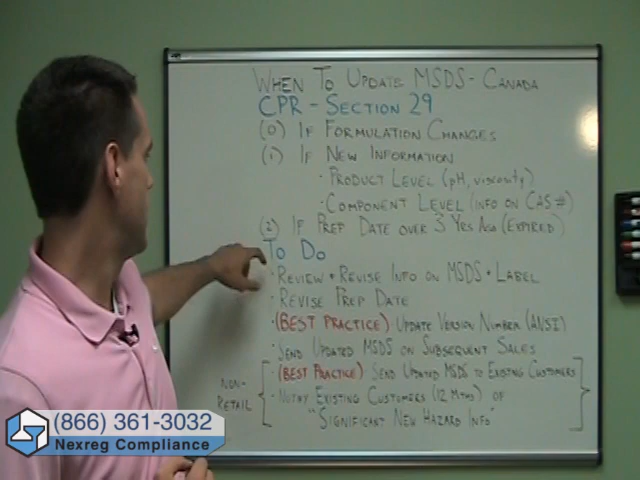 WHEN TO UPDATE MSDS - CANADA
CPR - SECTION 29
(0) IF FORMULATION CHANGES
(1) IF NEW INFORMATION
· PRODUCT LEVEL (pH, viscosity)
· COMPONENT LEVEL (INFO ON CAS #)
(2) IF PREP DATE OVER 3 YRS AGO (EXPIRED)
TO DO
· REVIEW + REVISE INFO ON MSDS + LABEL
· REVISE PREP DATE
· (BEST PRACTICE) UPDATE VERSION NUMBER (ANSI)
· SEND UPDATED MSDS ON SUBSEQUENT SALES
NON-RETAIL
· (BEST PRACTICE) SEND UPDATED MSDS TO EXISTING CUSTOMERS
· NOTIFY EXISTING CUSTOMERS (12 MTHS) OF
"SIGNIFICANT NEW HAZARD INFO"
(866) 361-3032
Nexreg Compliance